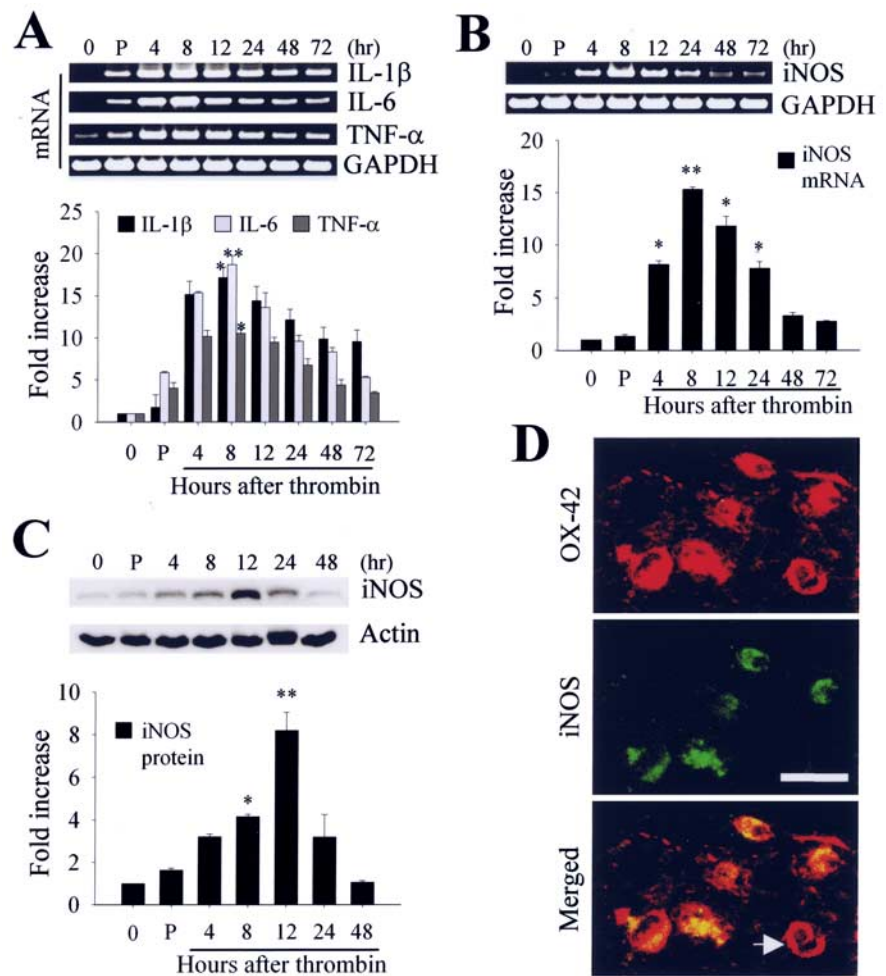 A
0 P 4 8 12 24 48 72 (hr)
IL-1β
IL-6
TNF-α
GAPDH
mRNA
25
20
15
10
5
0
Fold increase
IL-1β IL-6 TNF-α
* **
*
0 P 4 8 12 24 48 72
Hours after thrombin
B
0 P 4 8 12 24 48 72 (hr)
iNOS
GAPDH
20
15
10
5
0
Fold increase
iNOS
mRNA
* ** * *
0 P 4 8 12 24 48 72
Hours after thrombin
C
0 P 4 8 12 24 48 (hr)
iNOS
Actin
10
8
6
4
2
0
Fold increase
iNOS
protein
* **
0 P 4 8 12 24 48
Hours after thrombin
D
OX-42
iNOS
Merged